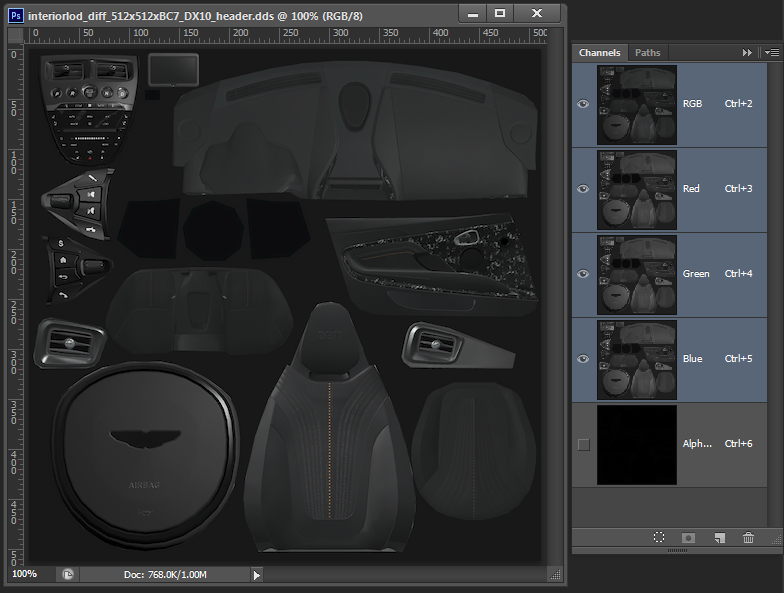 Ps interiorlod_diff_512x512xBC7_DX10_header.dds @ 100% (RGB/8)
0 50 100 150 200 250 300 350 400 450 500
0
50
100
150
200
250
300
350
400
450
50
S
AIRBAG
100%
Doc: 768.0K/1.00M
Channels Paths
RGB Ctrl+2
Red Ctrl+3
Green Ctrl+4
Blue Ctrl+5
Alph... Ctrl+6